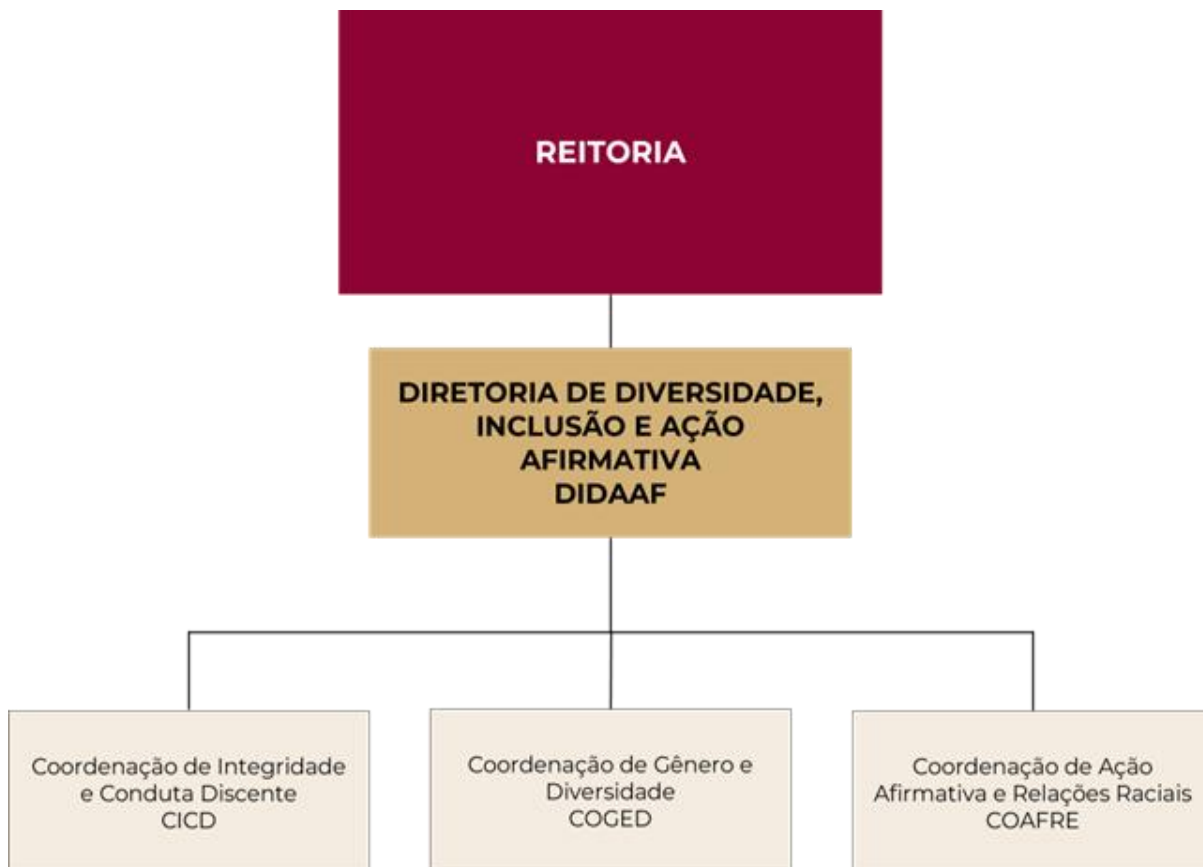 REITORIA
DIRETORIA DE DIVERSIDADE,
INCLUSÃO E AÇÃO
AFIRMATIVA
DIDAAF
Coordenação de Integridade
e Conduta Discente
CICD
Coordenação de Gênero e
Diversidade
COGED
Coordenação de Ação
Afirmativa e Relações Raciais
COAFRE